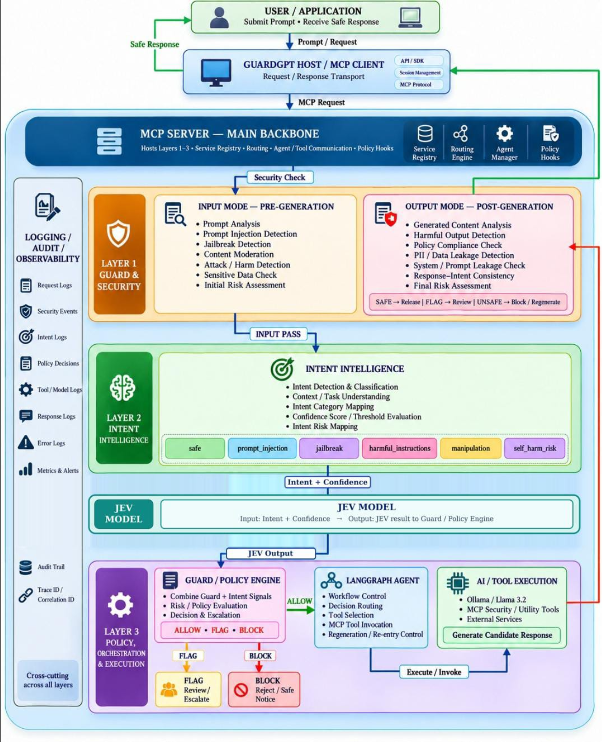 USER / APPLICATION
Submit Prompt • Receive Safe Response
Safe Response
Prompt / Request
GUARDGPT HOST / MCP CLIENT
Request / Response Transport
API / SDK
Session Management
MCP Protocol
MCP Request
MCP SERVER — MAIN BACKBONE
Hosts Layers 1–3 • Service Registry • Routing • Agent / Tool Communication • Policy Hooks
Service Registry
Routing Engine
Agent Manager
Policy Hooks
Security Check
LOGGING / AUDIT / OBSERVABILITY
Request Logs
Security Events
Intent Logs
Policy Decisions
Tool / Model Logs
Response Logs
Error Logs
Metrics & Alerts
Audit Trail
Trace ID / Correlation ID
Cross-cutting across all layers
LAYER 1
GUARD & SECURITY
INPUT MODE — PRE-GENERATION
• Prompt Analysis
• Prompt Injection Detection
• Jailbreak Detection
• Content Moderation
• Attack / Harm Detection
• Sensitive Data Check
• Initial Risk Assessment
OUTPUT MODE — POST-GENERATION
• Generated Content Analysis
• Harmful Output Detection
• Policy Compliance Check
• PII / Data Leakage Detection
• System / Prompt Leakage Check
• Response–Intent Consistency
• Final Risk Assessment
SAFE → Release | FLAG → Review | UNSAFE → Block / Regenerate
INPUT PASS
LAYER 2
INTENT INTELLIGENCE
INTENT INTELLIGENCE
• Intent Detection & Classification
• Context / Task Understanding
• Intent Category Mapping
• Confidence Score / Threshold Evaluation
• Intent Risk Mapping
safe
prompt_injection
jailbreak
harmful_instructions
manipulation
self_harm_risk
Intent + Confidence
JEV MODEL
JEV MODEL
Input: Intent + Confidence → Output: JEV result to Guard / Policy Engine
JEV Output
LAYER 3
POLICY, ORCHESTRATION & EXECUTION
GUARD / POLICY ENGINE
• Combine Guard + Intent Signals
• Risk / Policy Evaluation
• Decision & Escalation
ALLOW • FLAG • BLOCK
ALLOW
LANGGRAPH AGENT
• Workflow Control
• Decision Routing
• Tool Selection
• MCP Tool Invocation
• Regeneration / Re-entry Control
AI / TOOL EXECUTION
• Ollama / Llama 3.2
• MCP Security / Utility Tools
• External Services
Generate Candidate Response
FLAG
BLOCK
FLAG
Review/
Escalate
BLOCK
Reject / Safe
Notice
Execute / Invoke